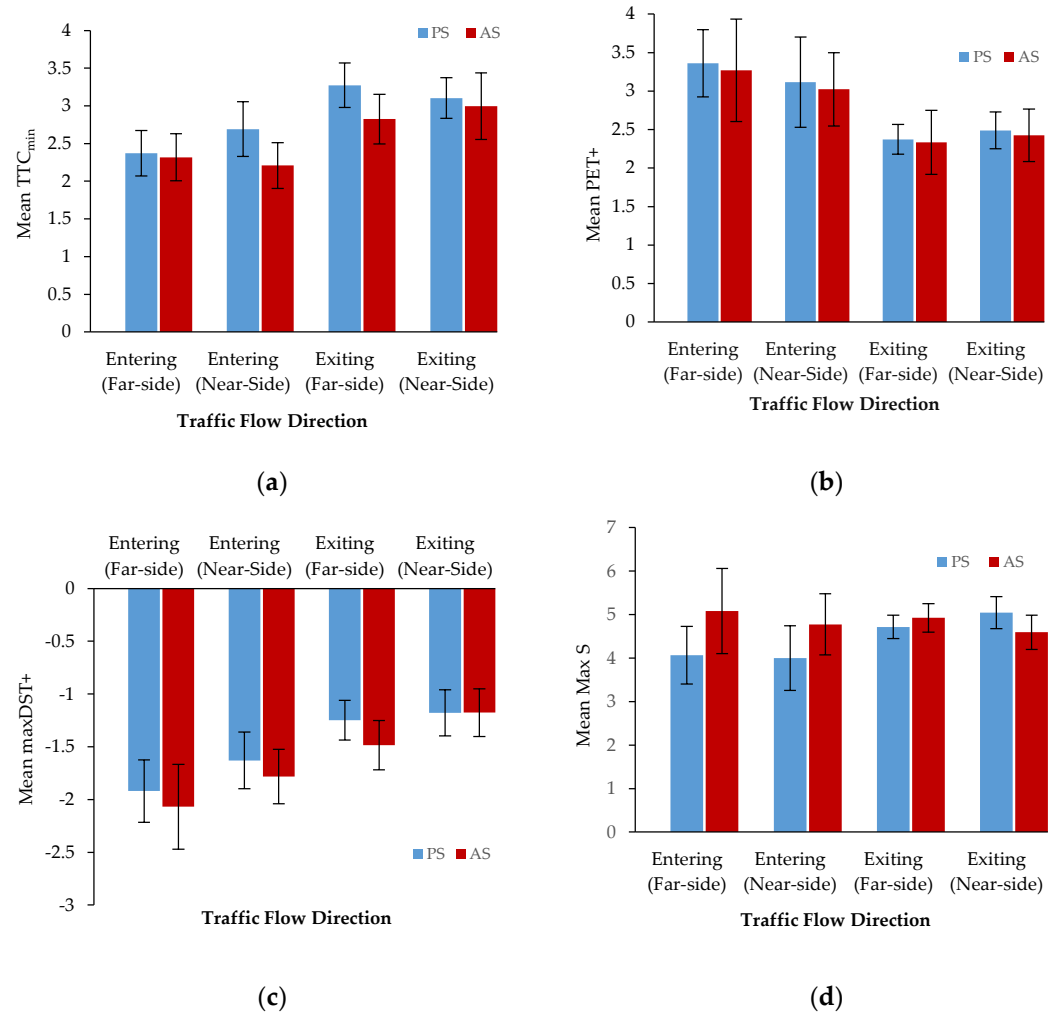 4
3.5
3
2.5
2
1.5
1
0.5
0
Mean TTCmin
PS AS
Entering (Far-side)
Entering (Near-Side)
Exiting (Far-side)
Exiting (Near-Side)
Traffic Flow Direction
(a)
4
3.5
3
2.5
2
1.5
1
0.5
0
Mean PET+
PS AS
Entering (Far-side)
Entering (Near-Side)
Exiting (Far-side)
Exiting (Near-Side)
Traffic Flow Direction
(b)
Entering (Far-side)
Entering (Near-Side)
Exiting (Far-side)
Exiting (Near-Side)
0
-0.5
-1
-1.5
-2
-2.5
-3
Mean maxDST+
PS AS
Traffic Flow Direction
(c)
7
6
5
4
3
2
1
0
Mean Max S
PS AS
Entering (Far-side)
Entering (Near-side)
Exiting (Far-side)
Exiting (Near-side)
Traffic Flow Direction
(d)